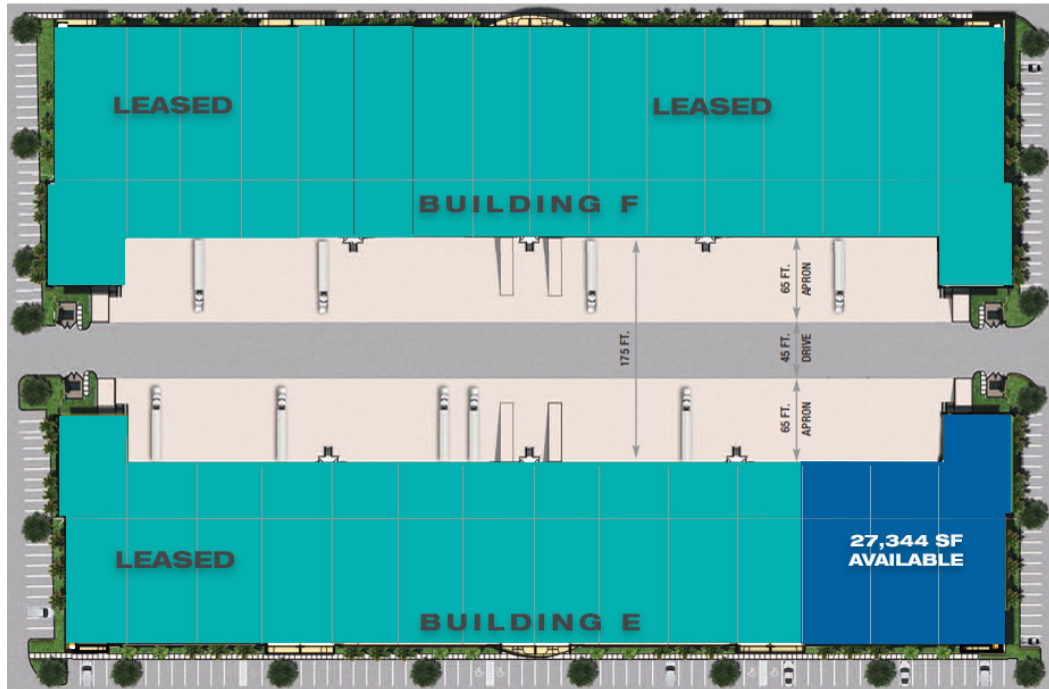 LEASED
LEASED
BUILDING F
65 FT.
APRON
175 FT.
45 FT.
DRIVE
65 FT.
APRON
27,344 SF
AVAILABLE
LEASED
BUILDING E